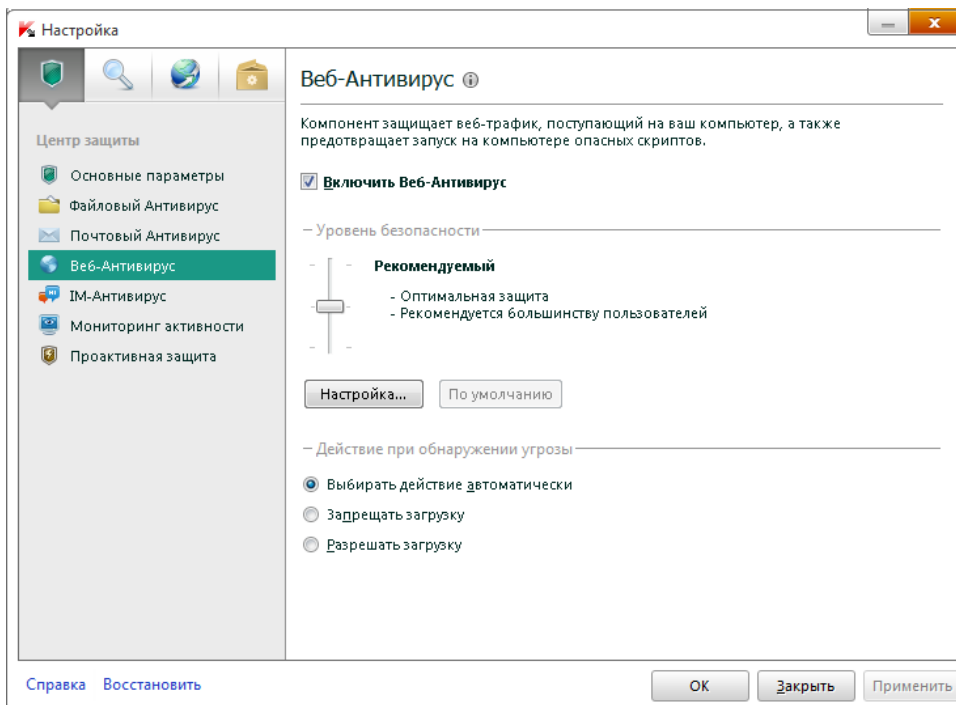 Настройка
Веб-Антивирус
Компонент защищает веб-трафик, поступающий на ваш компьютер, а также
предотвращает запуск на компьютере опасных скриптов.
Включить Веб-Антивирус
Центр защиты
Основные параметры
Файловый Антивирус
Почтовый Антивирус
Веб-Антивирус
IM-Антивирус
Мониторинг активности
Проактивная защита
Уровень безопасности
Рекомендуемый
- Оптимальная защита
- Рекомендуется большинству пользователей
Настройка... По умолчанию
Действие при обнаружении угрозы
Выбирать действие автоматически
Запрещать загрузку
Разрешать загрузку
Справка Восстановить
ОК Закрыть Применить